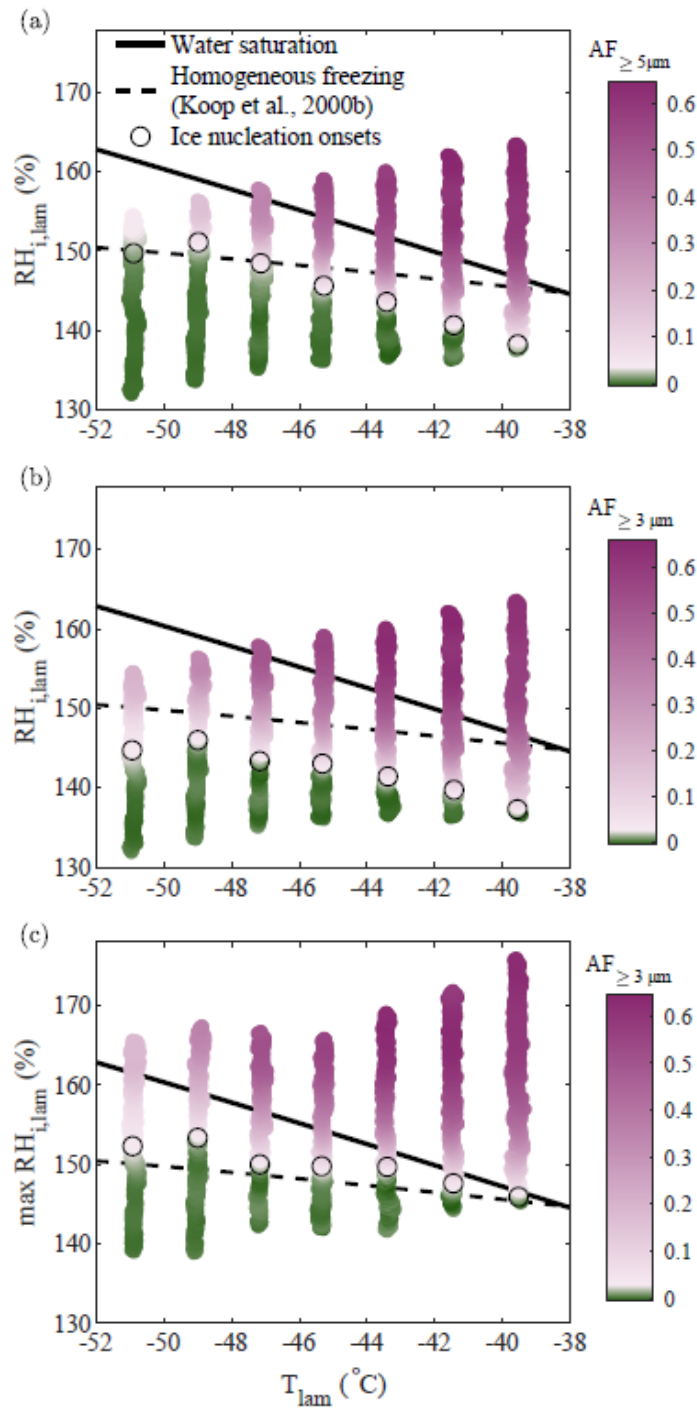 (a)
Water saturation
Homogeneous freezing
(Koop et al., 2000b)
Ice nucleation onsets
AF ≥ 5μm
170
160
150
140
130
RH i,lam (%)
-52 -50 -48 -46 -44 -42 -40 -38
0.6
0.5
0.4
0.3
0.2
0.1
0
(b)
AF ≥ 3 μm
170
160
150
140
130
RH i,lam (%)
-52 -50 -48 -46 -44 -42 -40 -38
0.6
0.5
0.4
0.3
0.2
0.1
0
(c)
AF ≥ 3 μm
170
160
150
140
130
max RH i,lam (%)
-52 -50 -48 -46 -44 -42 -40 -38
T lam (°C)
0.6
0.5
0.4
0.3
0.2
0.1
0